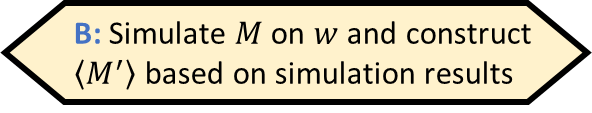 B: Simulate M on w and construct
⟨M′⟩ based on simulation results